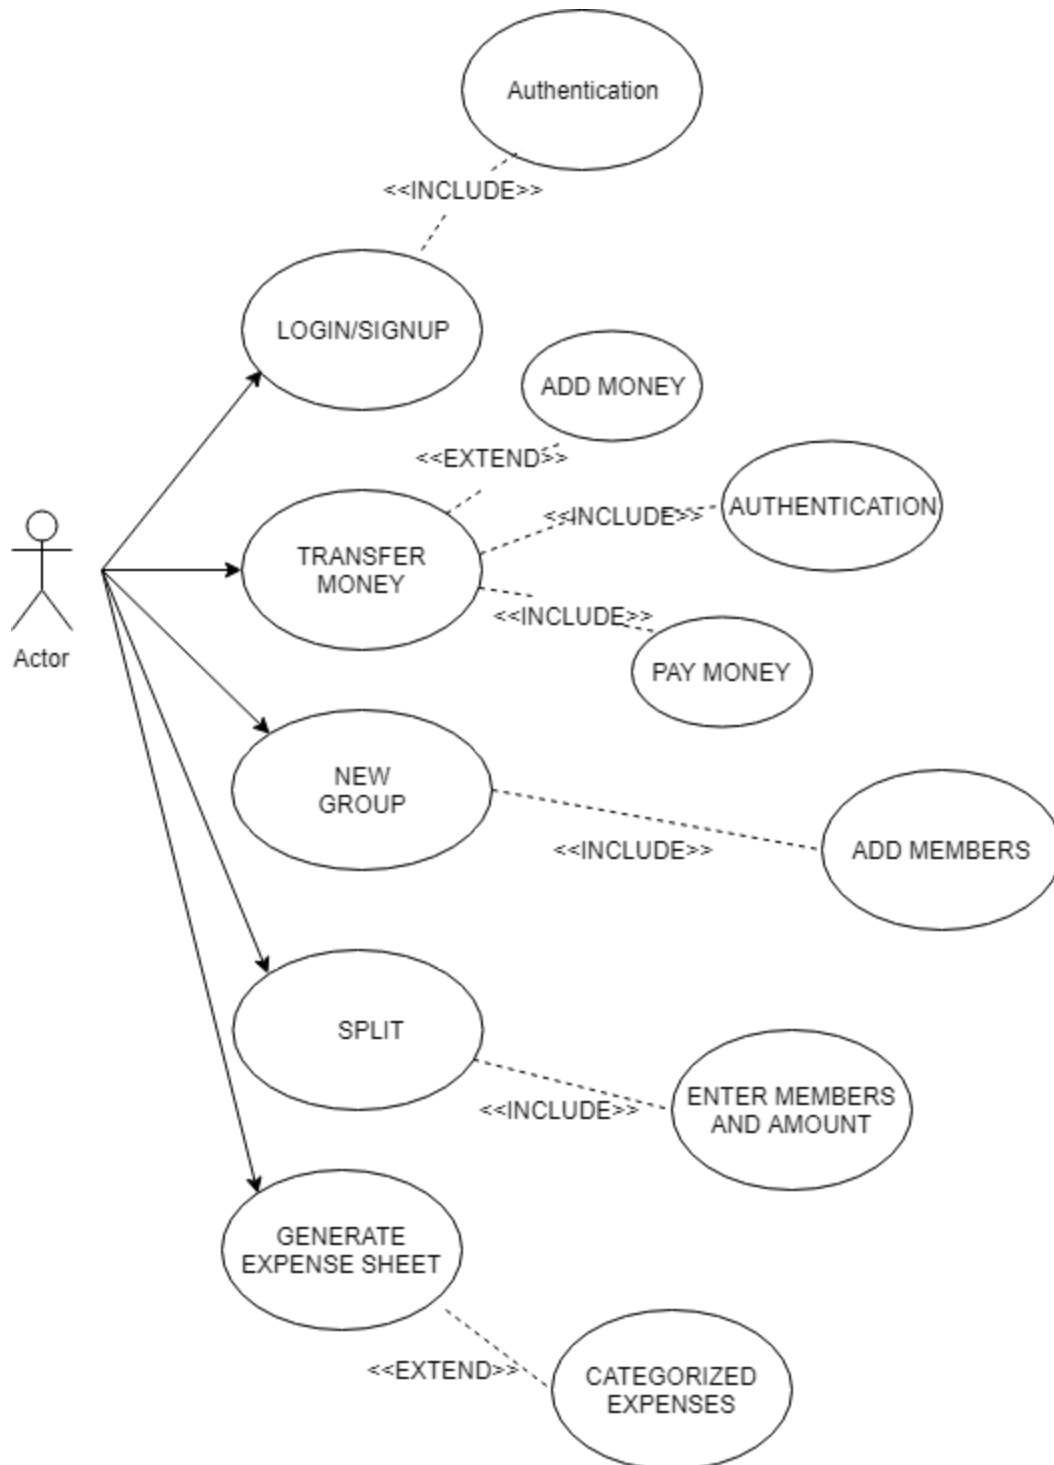 Authentication
<<INCLUDE>>
LOGIN/SIGNUP
ADD MONEY
<<EXTEND>>
AUTHENTICATION
<<INCLUDE>>
TRANSFER
MONEY
<<INCLUDE>>
Actor
PAY MONEY
NEW
GROUP
<<INCLUDE>>
ADD MEMBERS
SPLIT
ENTER MEMBERS
AND AMOUNT
<<INCLUDE>>
GENERATE
EXPENSE SHEET
<<EXTEND>>
CATEGORIZED
EXPENSES